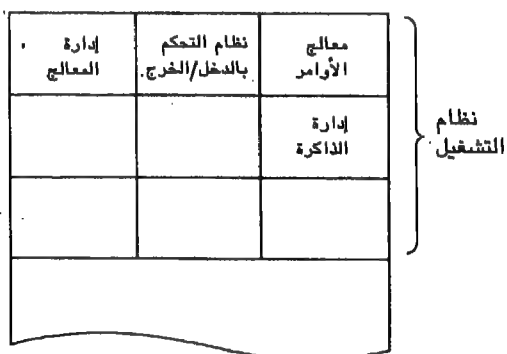 معالج
الأوامر
نظام التحكم
بالدخل/الخرج.
إدارة
المعالج
إدارة
الذاكرة
نظام
التشغيل